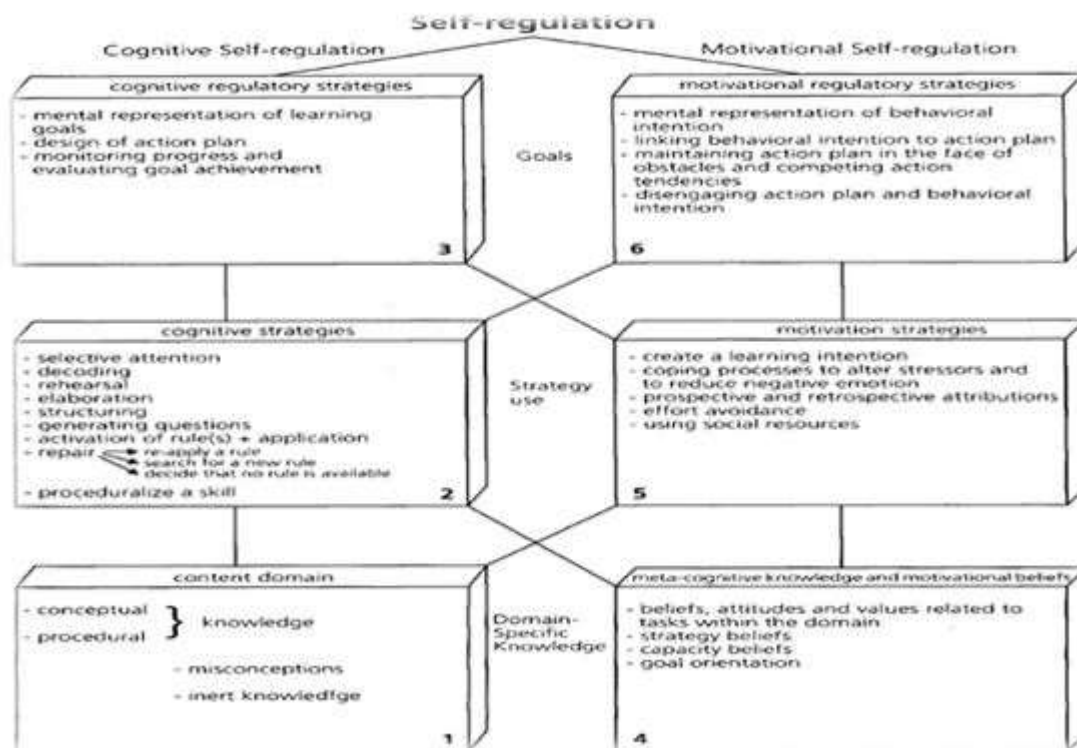 Self-regulation
Cognitive Self-regulation
Motivational Self-regulation
cognitive regulatory strategies
- mental representation of learning
goals
- design of action plan
- monitoring progress and
evaluating goal achievement
3
Goals
motivational regulatory strategies
- mental representation of behavioral
intention
- linking behavioral intention to action plan
- maintaining action plan in the face of
obstacles and competing action
tendencies
- disengaging action plan and behavioral
intention
6
cognitive strategies
- selective attention
- decoding
- rehearsal
- elaboration
- structuring
- generating questions
- activation of rule(s) + application
- repair
re-apply a rule
search for a new rule
decide that no rule is available
- proceduralize a skill
2
Strategy
use
motivation strategies
- create a learning intention
- coping processes to alter stressors and
to reduce negative emotion
- prospective and retrospective attributions
- effort avoidance
- using social resources
5
content domain
- conceptual
- procedural
} knowledge
- misconceptions
- inert knowledfge
1
Domain-
Specific
Knowledge
meta-cognitive knowledge and motivational beliefs
- beliefs, attitudes and values related to
tasks within the domain
- strategy beliefs
- capacity beliefs
- goal orientation
4